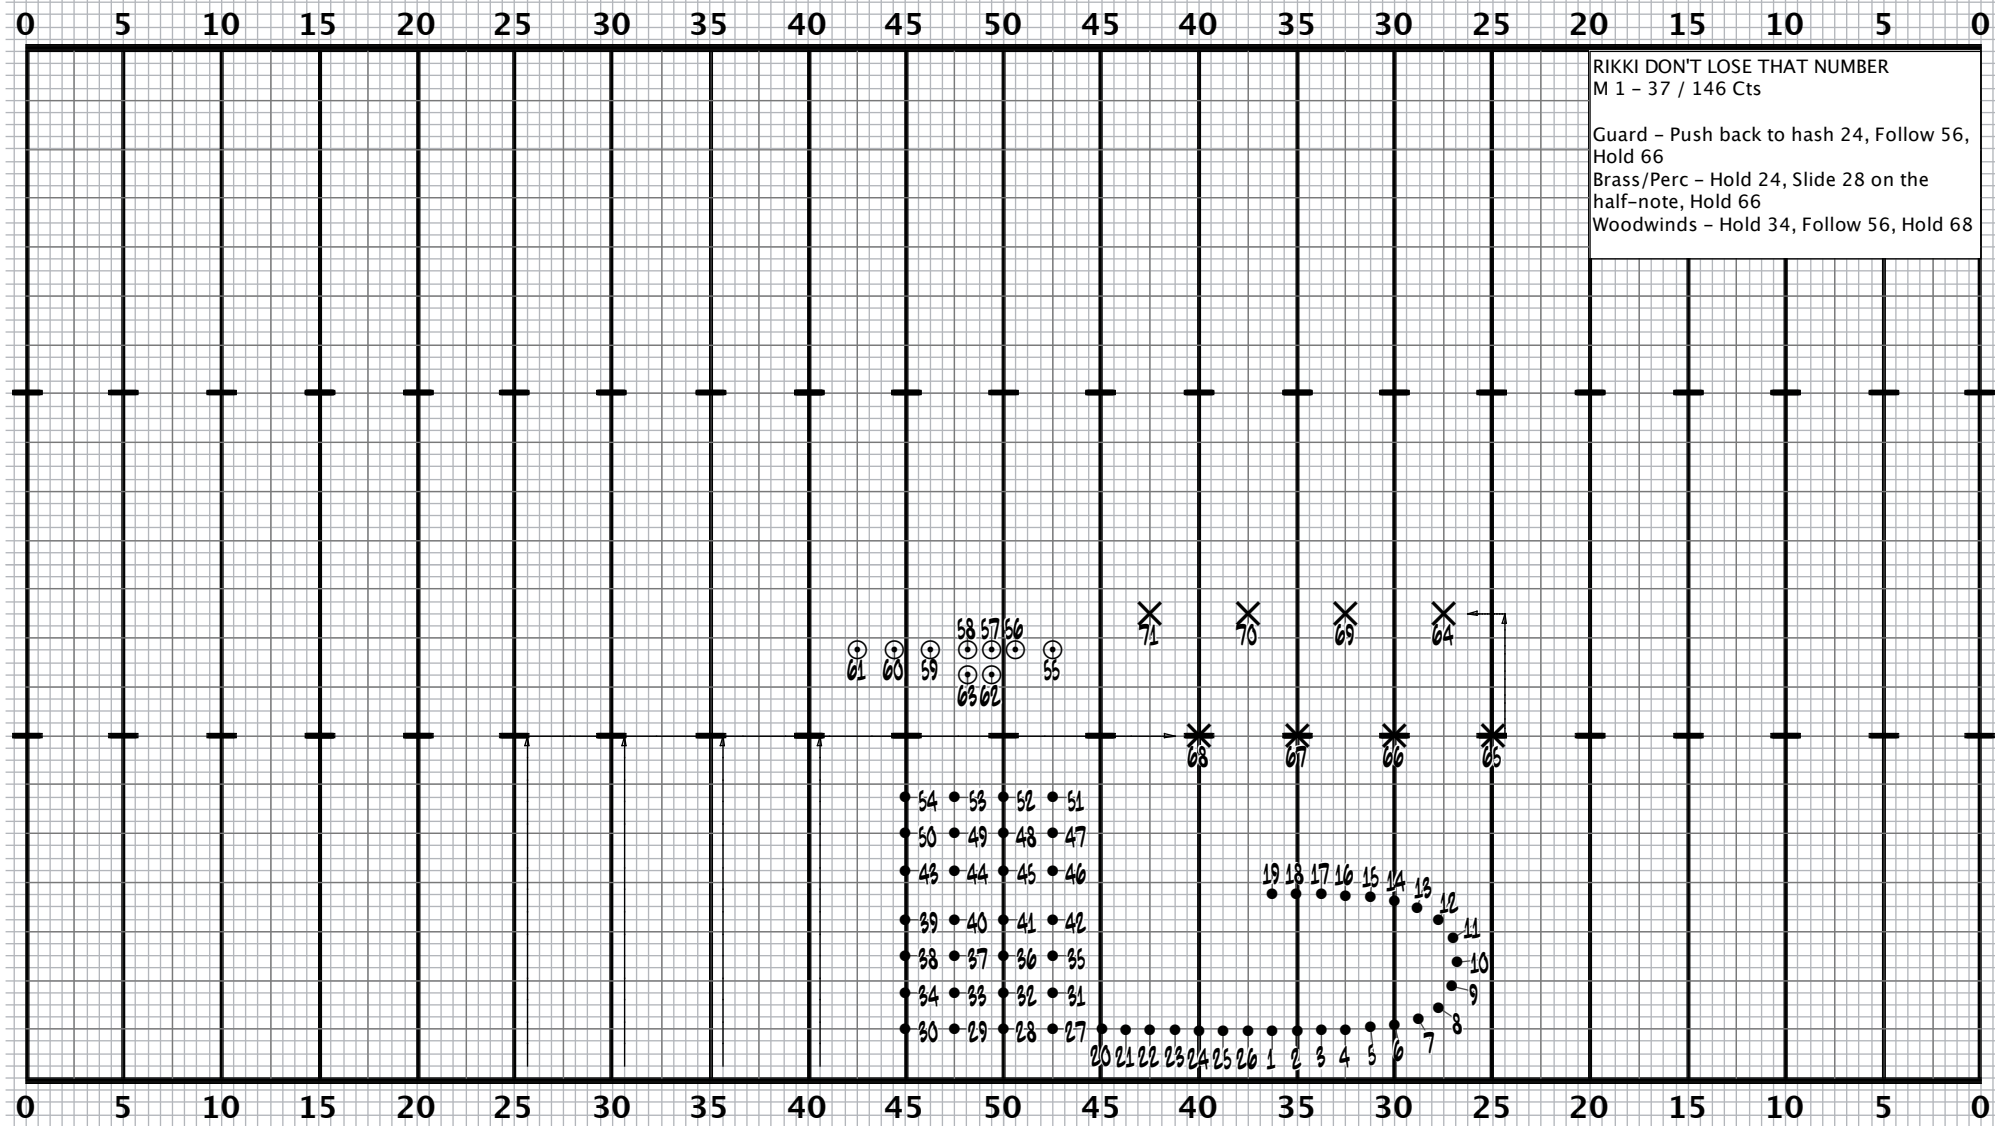 0 5 10 15 20 25 30 35 40 45 50 45 40 35 30 25 20 15 10 5 0
RIKKI DON'T LOSE THAT NUMBER
M 1 – 37 / 146 Cts
Guard – Push back to hash 24, Follow 56,
Hold 66
Brass/Perc – Hold 24, Slide 28 on the
half-note, Hold 66
Woodwinds – Hold 34, Follow 56, Hold 68
58 57 56
71 70 69 64
61 60 59 55
63 62
68 67 66 65
54 53 52 51
50 49 48 47
43 44 45 46
19 18 17 16 15 14 13
12
39 40 41 42
11
38 37 36 35
10
34 33 32 31
9
8
30 29 28 27
7
20 21 22 23 24 25 26 1 2 3 4 5 6
0 5 10 15 20 25 30 35 40 45 50 45 40 35 30 25 20 15 10 5 0